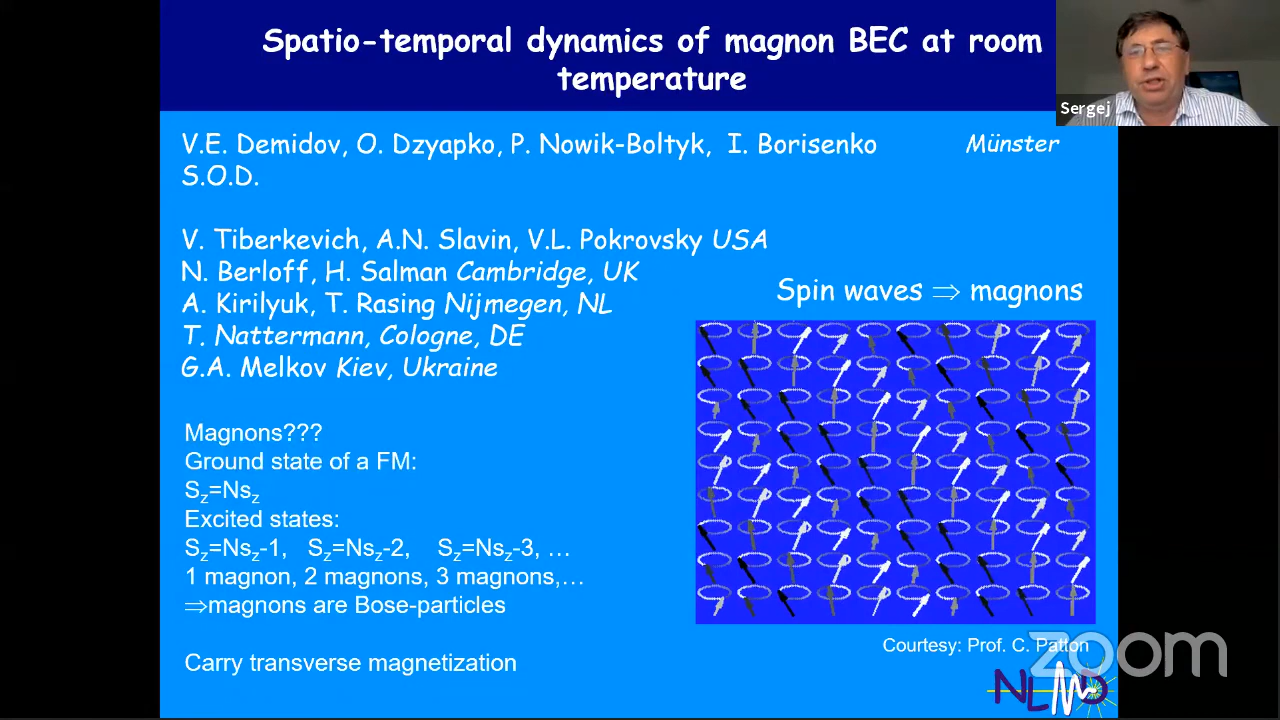 Spatio-temporal dynamics of magnon BEC at room
temperature
Sergej
V.E. Demidov, O. Dzyapko, P. Nowik-Boltyk, I. Borisenko
Münster
S.O.D.
V. Tiberkevich, A.N. Slavin, V.L. Pokrovsky USA
N. Berloff, H. Salman Cambridge, UK
A. Kirilyuk, T. Rasing Nijmegen, NL
T. Nattermann, Cologne, DE
G.A. Melkov Kiev, Ukraine
Spin waves ⇒ magnons
Magnons???
Ground state of a FM:
Sz=Nsz
Excited states:
Sz=Nsz-1, Sz=Nsz-2, Sz=Nsz-3, …
1 magnon, 2 magnons, 3 magnons,…
⇒magnons are Bose-particles
Carry transverse magnetization
Courtesy: Prof. C. Patton
zoom
NLMD